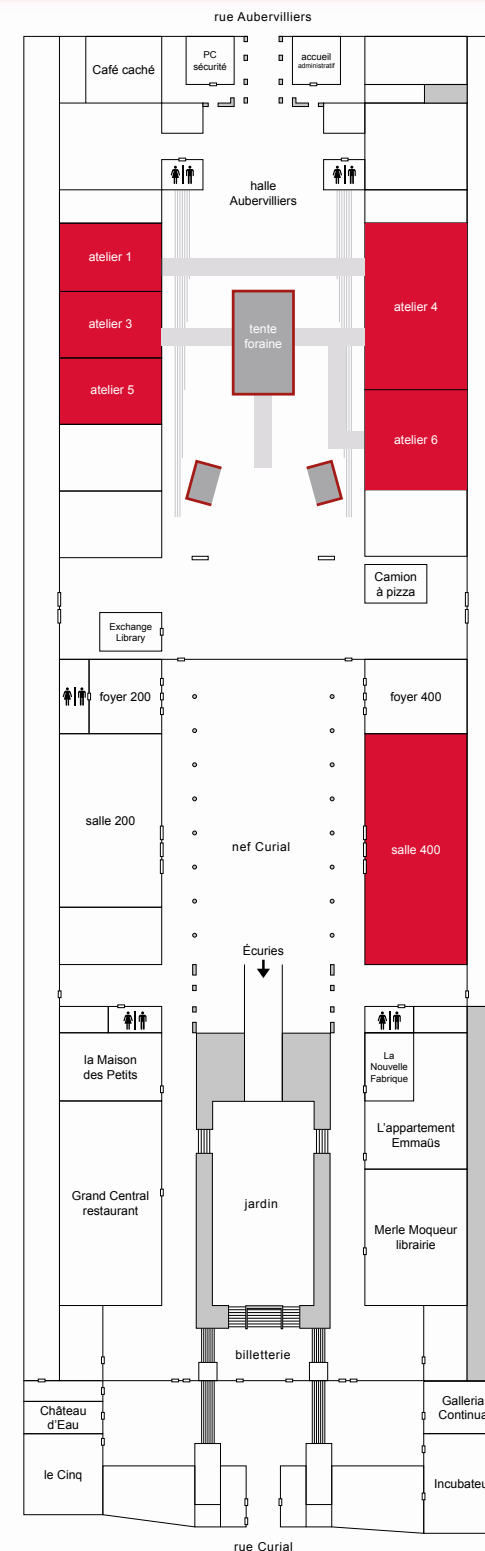 rue Aubervilliers
Café caché
PC
sécurité
accueil
administratif
halle
Aubervilliers
atelier 1
atelier 3
atelier 5
tente
foraine
atelier 4
atelier 6
Camion
à pizza
Exchange
Library
foyer 200
foyer 400
salle 200
nef Curial
salle 400
Écuries
la Maison
des Petits
La
Nouvelle
Fabrique
L'appartement
Emmaüs
Grand Central
restaurant
jardin
Merle Moqueur
librairie
billetterie
Château
d'Eau
Galleria
Continua
le Cinq
Incubateu
rue Curial